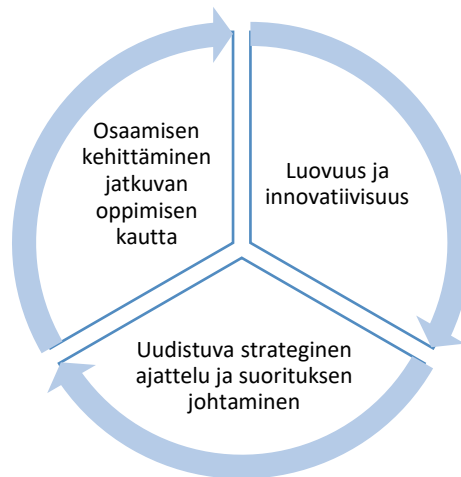 Osaamisen
kehittäminen
jatkuvan
oppimisen
kautta
Luovuus ja
innovatiivisuus
Uudistuva strateginen
ajattelu ja suorituksen
johtaminen